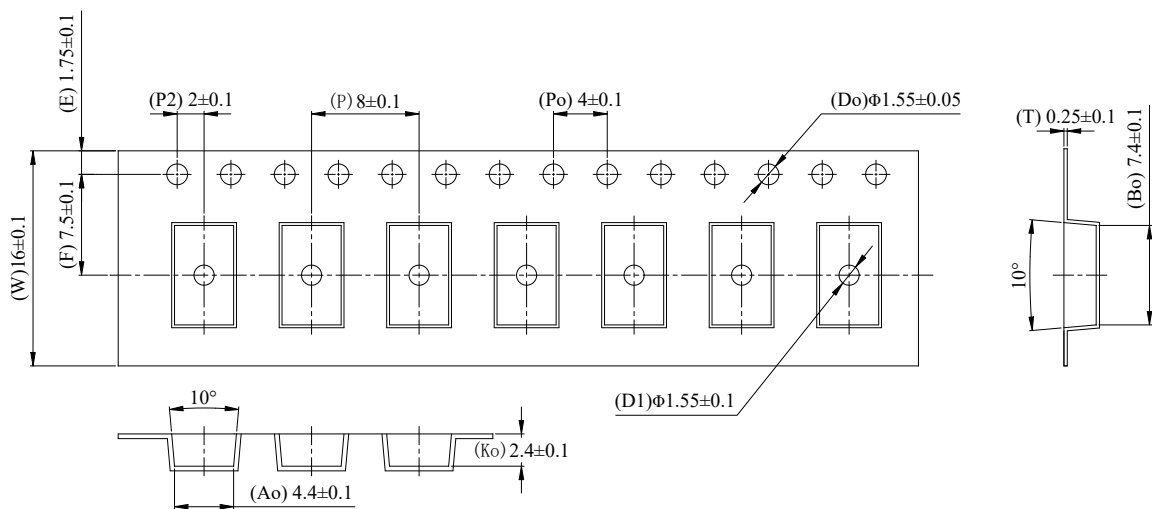 (E) 1.75±0.1
(P2) 2±0.1
(P) 8±0.1
(Po) 4±0.1
(Do)Φ1.55±0.05
(T) 0.25±0.1
(W)16±0.1
(F) 7.5±0.1
(Bo) 7.4±0.1
10°
(D1)Φ1.55±0.1
10°
(Ko) 2.4±0.1
(Ao) 4.4±0.1